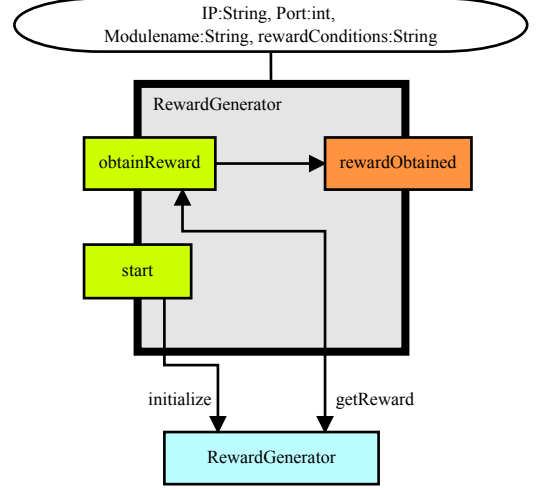 IP:String, Port:int,
Modulename:String, rewardConditions:String
RewardGenerator
obtainReward
rewardObtained
start
initialize
getReward
RewardGenerator